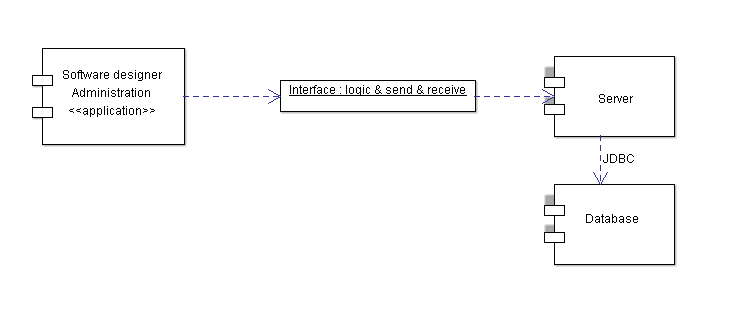 Software designer
Administration
<<application>>
Interface : logic & send & receive
Server
JDBC
Database